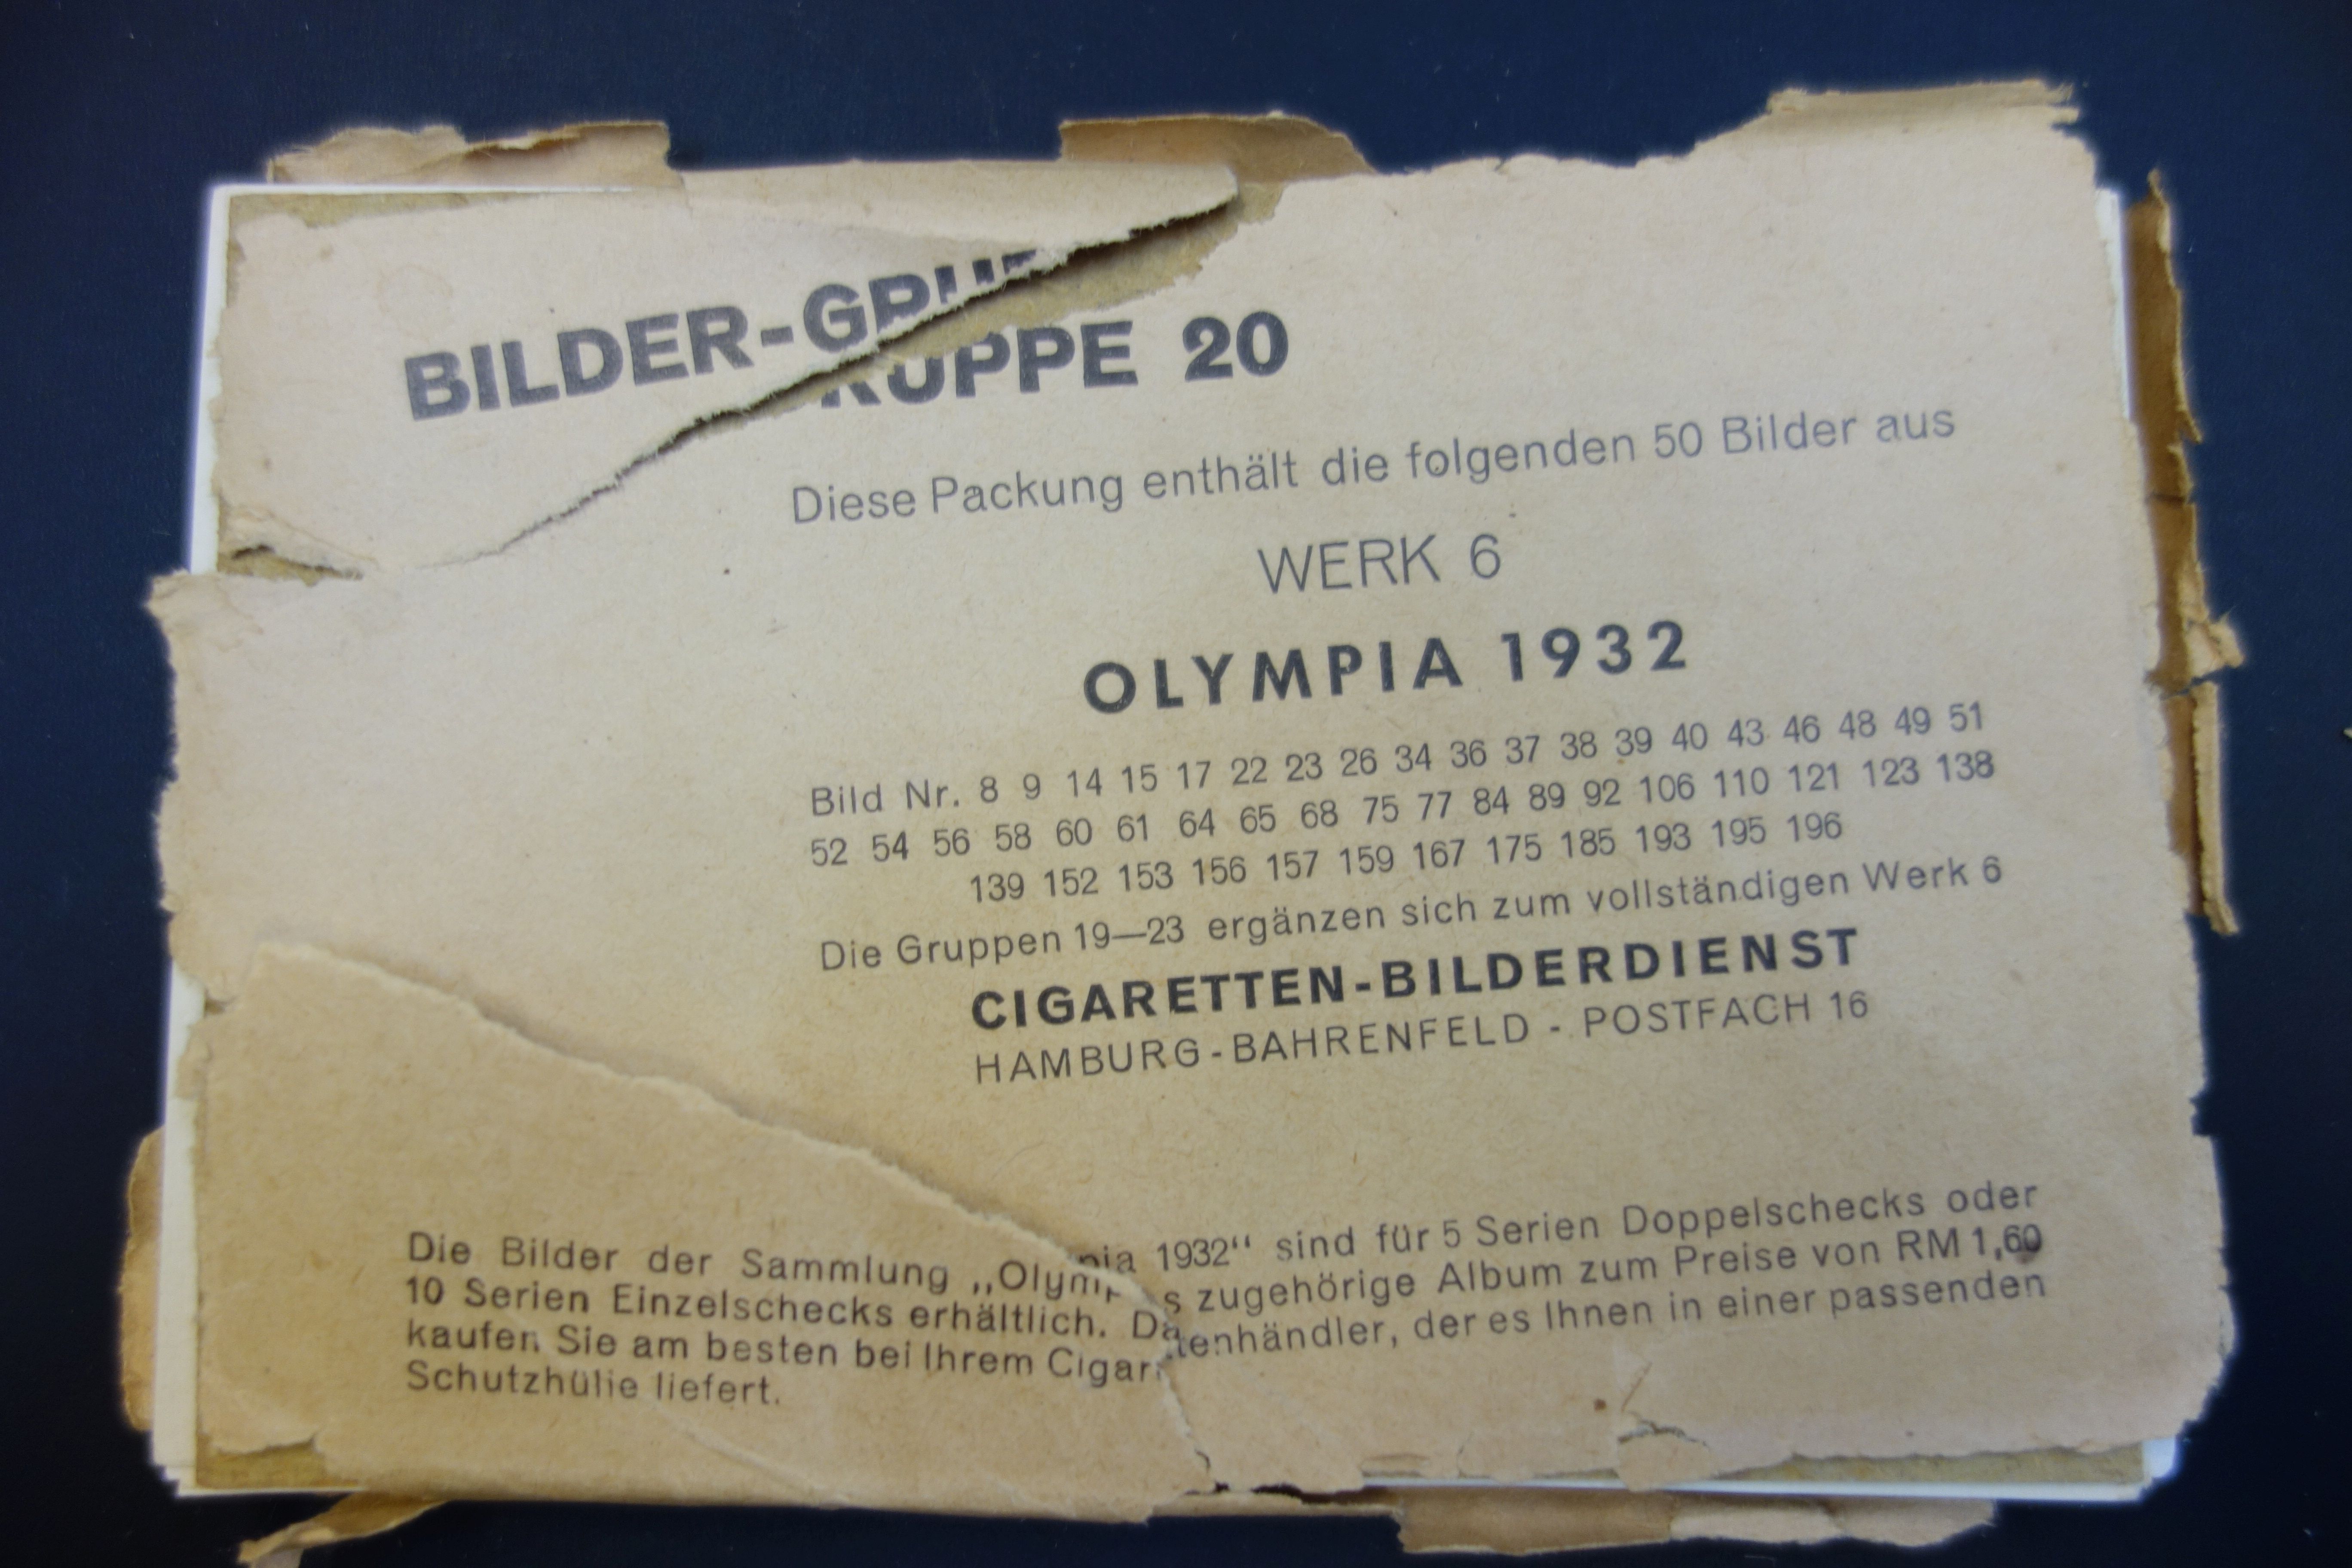 BILDER-GRUPPE 20
Diese Packung enthält die folgenden 50 Bilder aus
WERK 6
OLYMPIA 1932
Bild Nr. 8 9 14 15 17 22 23 26 34 36 37 38 39 40 43 46 48 49 51
52 54 56 58 60 61 64 65 68 75 77 84 89 92 106 110 121 123 138
139 152 153 156 157 159 167 175 185 193 195 196
Die Gruppen 19—23 ergänzen sich zum vollständigen Werk 6
CIGARETTEN-BILDERDIENST
HAMBURG-BAHRENFELD - POSTFACH 16
Die Bilder der Sammlung „Olympia 1932“ sind für 5 Serien Doppelschecks oder
10 Serien Einzelschecks erhältlich. Das zugehörige Album zum Preise von RM 1,60
kaufen Sie am besten bei Ihrem Cigarettenhändler, der es Ihnen in einer passenden
Schutzhülle liefert.